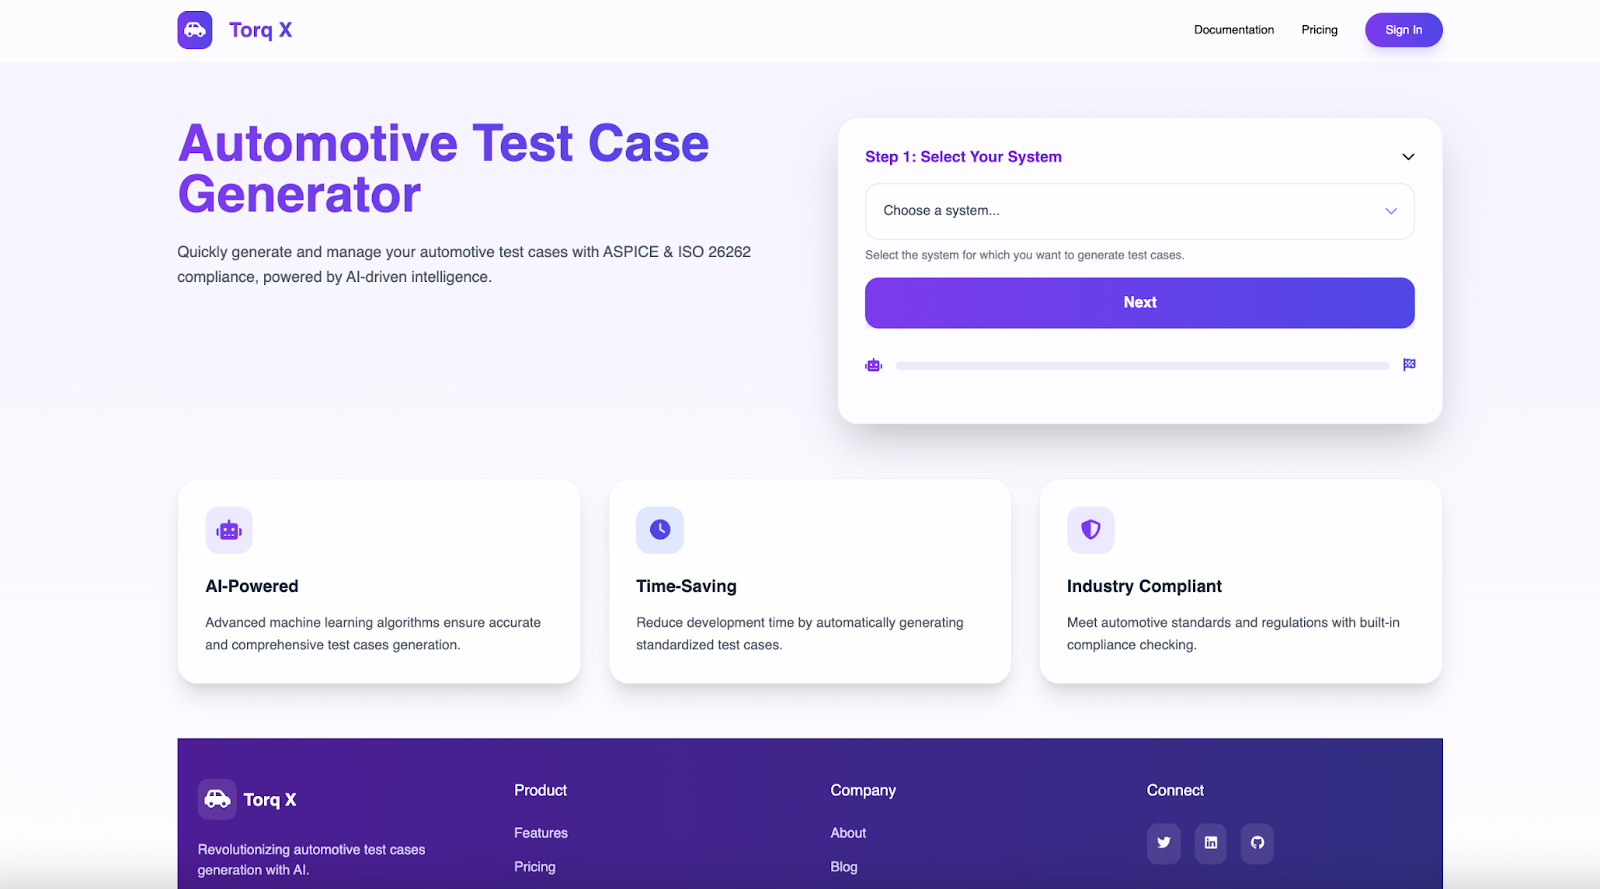 Torq X
Documentation
Pricing
Sign In
Automotive Test Case
Generator
Quickly generate and manage your automotive test cases with ASPICE & ISO 26262
compliance, powered by AI-driven intelligence.
Step 1: Select Your System
Choose a system...
Select the system for which you want to generate test cases.
Next
AI-Powered
Advanced machine learning algorithms ensure accurate
and comprehensive test cases generation.
Time-Saving
Reduce development time by automatically generating
standardized test cases.
Industry Compliant
Meet automotive standards and regulations with built-in
compliance checking.
Torq X
Revolutionizing automotive test cases
generation with AI.
Product
Features
Pricing
Company
About
Blog
Connect